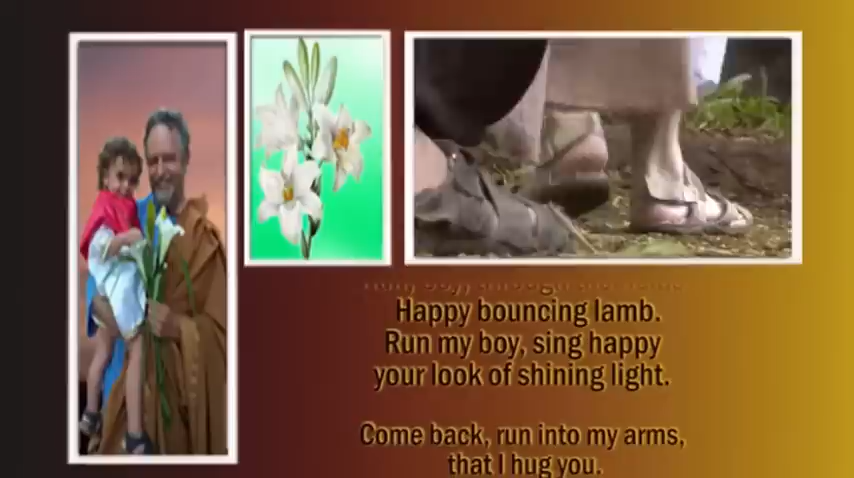 Happy bouncing lamb.
Run my boy, sing happy
your look of shining light.
Come back, run into my arms,
that I hug you.